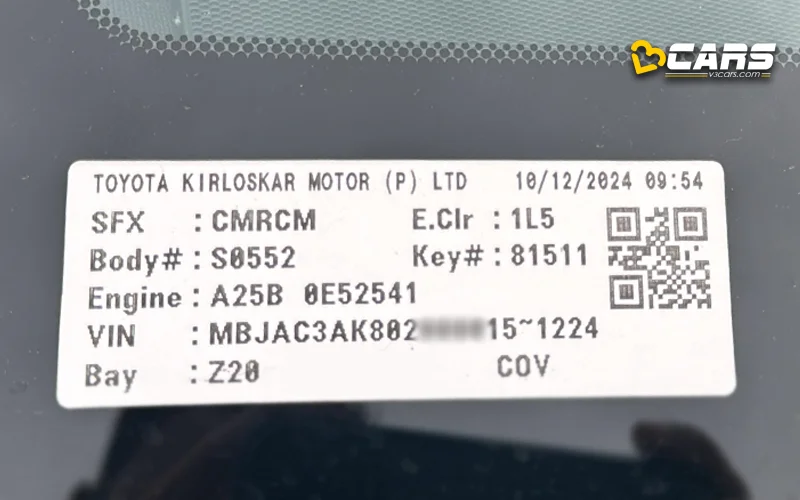 CARS
v3cars.com
TOYOTA KIRLOSKAR MOTOR (P) LTD 10/12/2024 09:54
SFX : CMRCM E.Clr : 1L5
Body# : S0552 Key# : 81511
Engine : A25B 0E52541
VIN : MBJAC3AK802 15~1224
Bay : Z20 COV